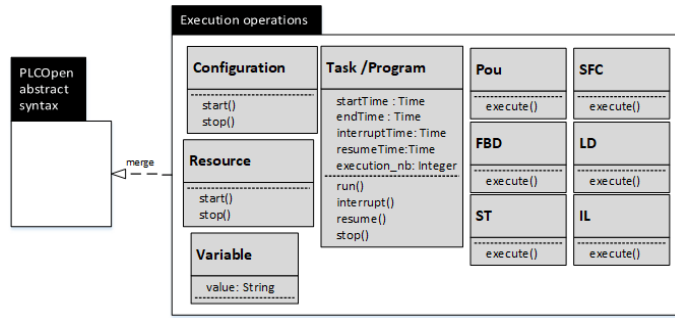 Execution operations
PLCOpen
abstract
syntax
merge
Configuration
start()
stop()
Resource
start()
stop()
Variable
value: String
Task /Program
startTime : Time
endTime : Time
interruptTime: Time
resumeTime:Time
execution_nb: Integer
run()
interrupt()
resume()
stop()
Pou
execute()
SFC
execute()
FBD
execute()
LD
execute()
ST
execute()
IL
execute()